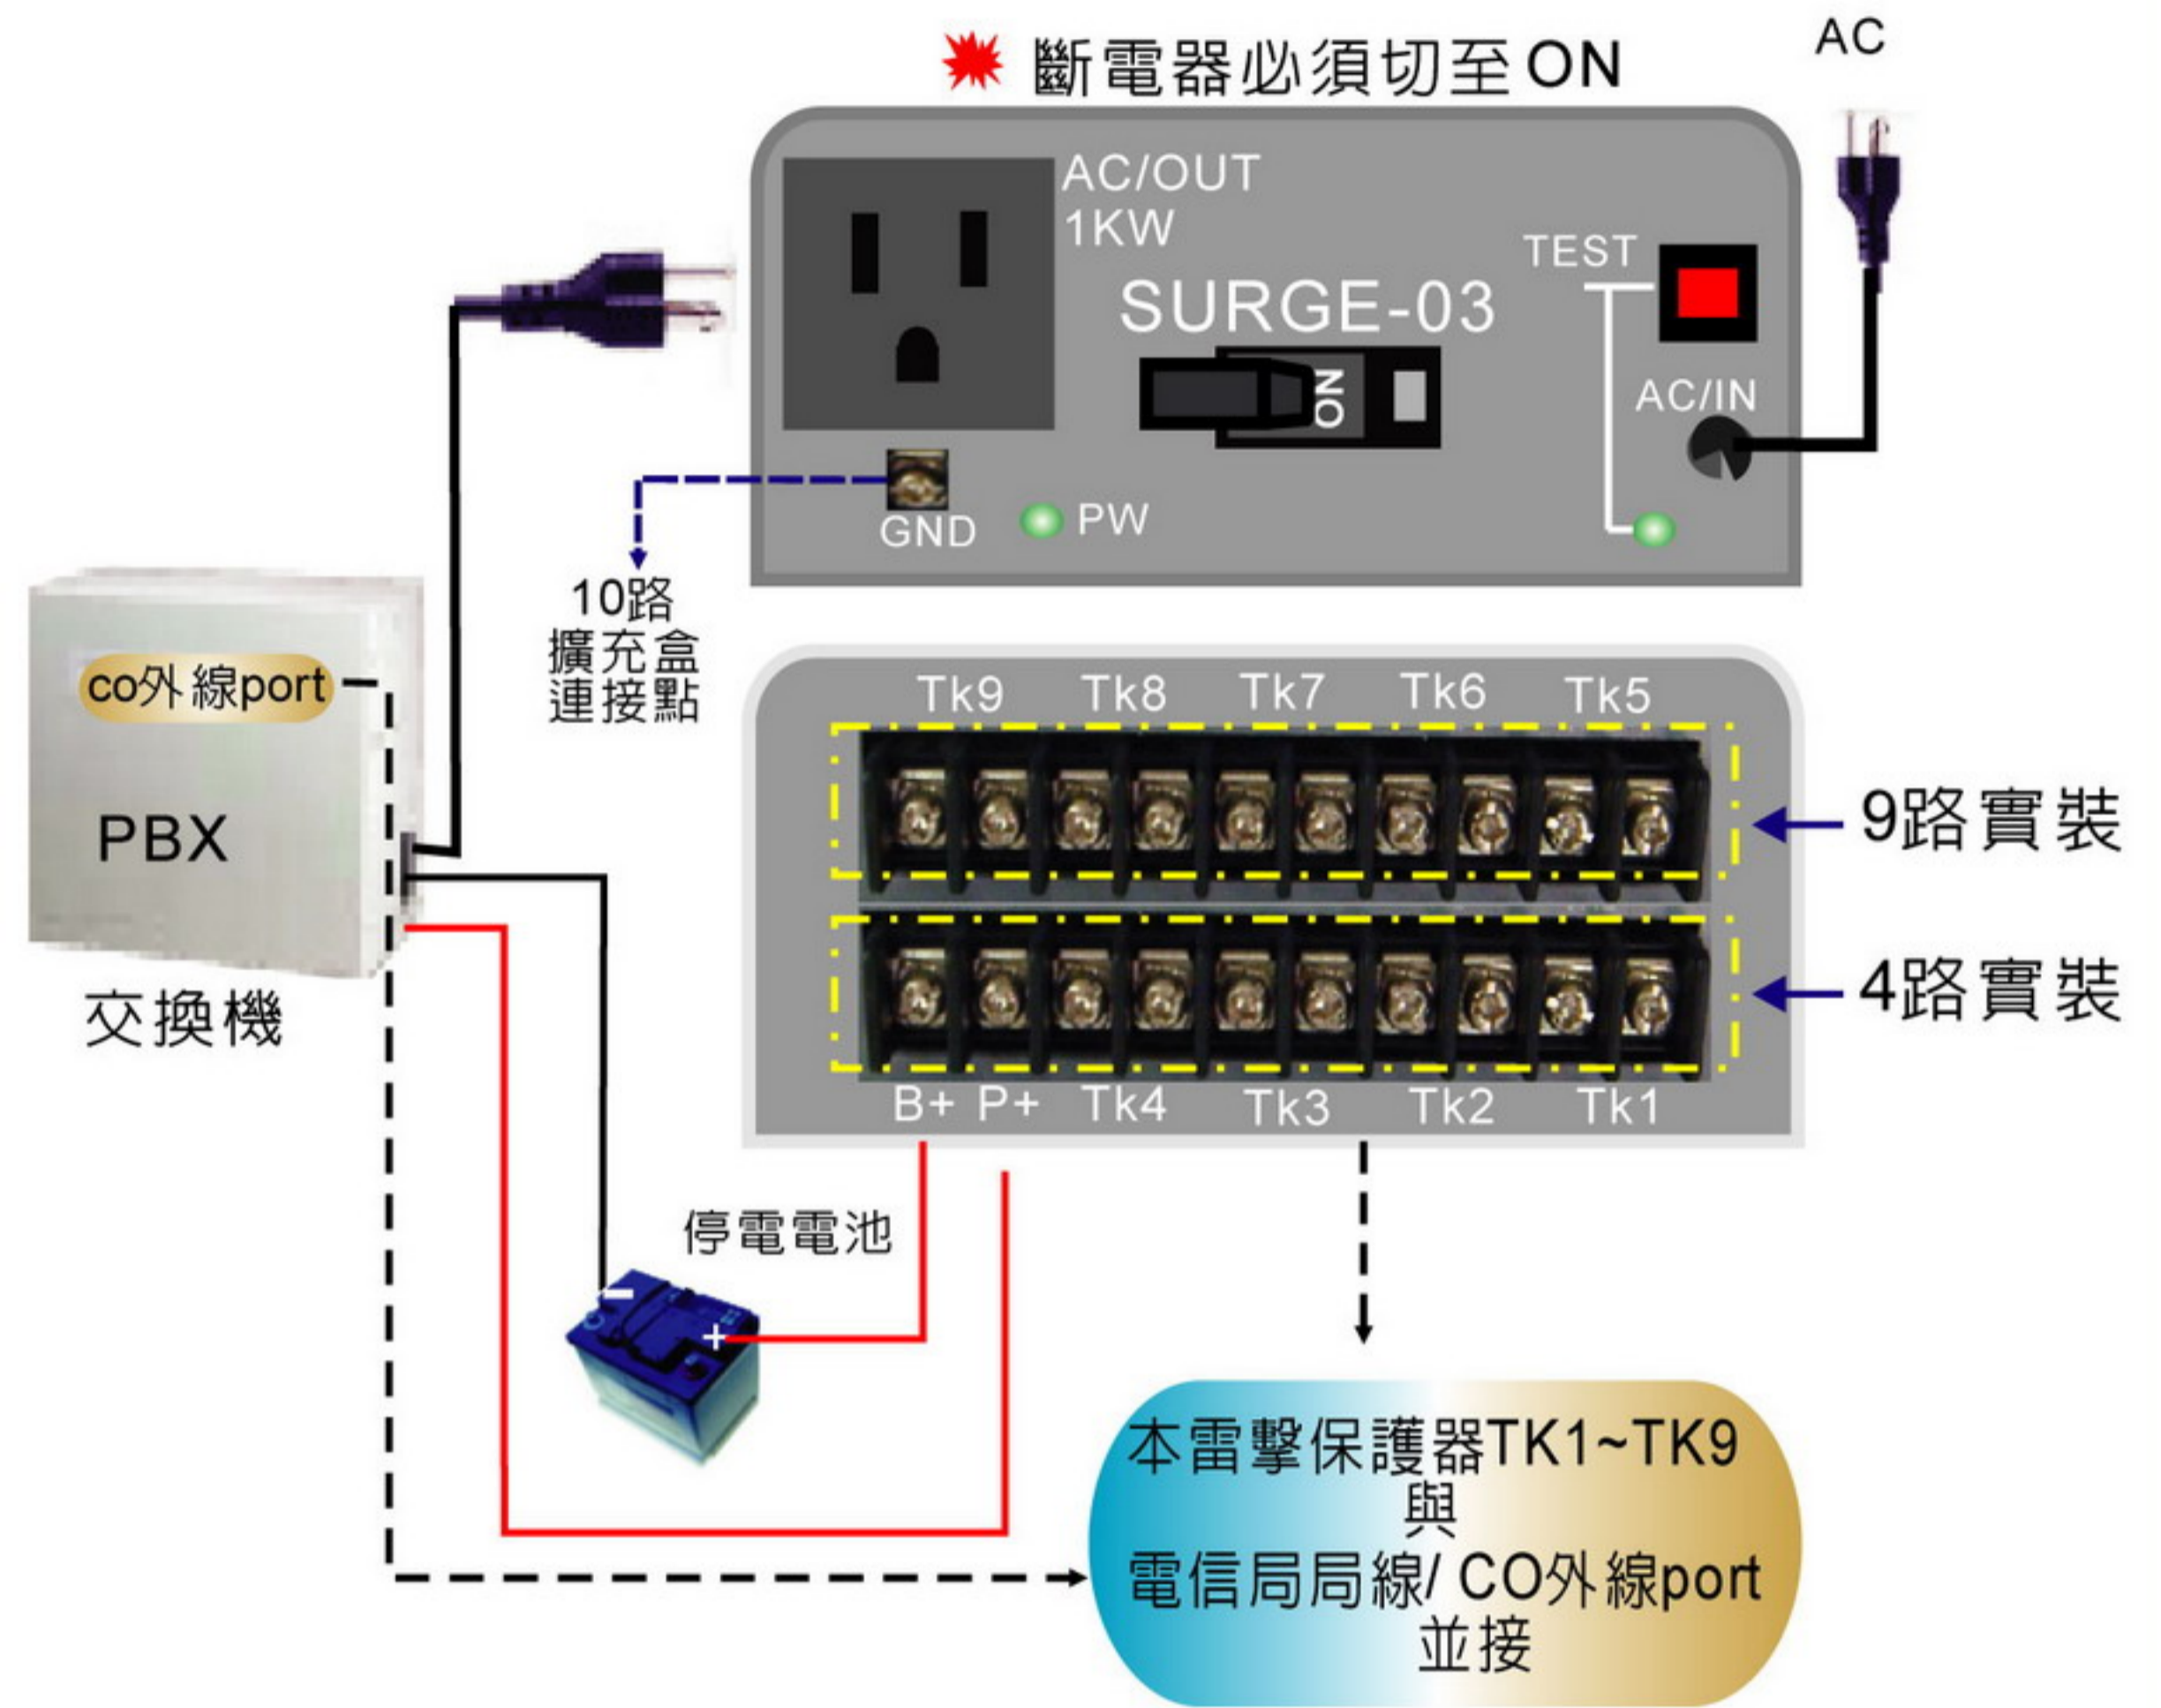 斷電器必須切至ON
AC
AC/OUT
1KW
TEST
SURGE-03
ON
AC/IN
GND
PW
10路
擴充盒
連接點
co外線port
PBX
交換機
Tk9 Tk8 Tk7 Tk6 Tk5
9路實裝
4路實裝
B+ P+ Tk4 Tk3 Tk2 Tk1
停電電池
- +
本雷擊保護器TK1~TK9
與
電信局局線/ CO外線port
並接